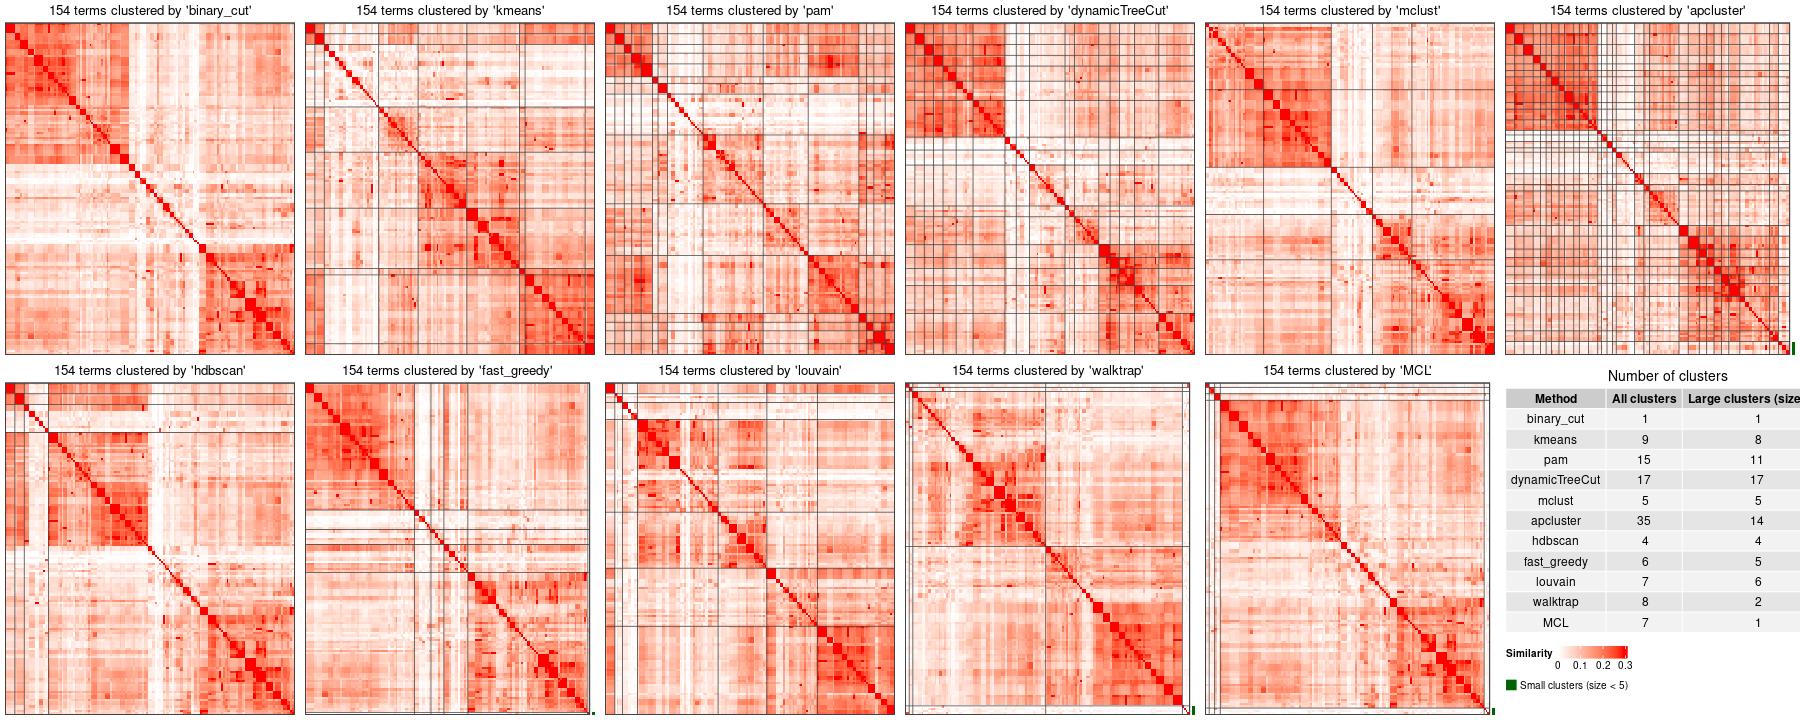 154 terms clustered by 'binary_cut'
154 terms clustered by 'kmeans'
154 terms clustered by 'pam'
154 terms clustered by 'dynamicTreeCut'
154 terms clustered by 'mclust'
154 terms clustered by 'apcluster'
154 terms clustered by 'hdbscan'
154 terms clustered by 'fast_greedy'
154 terms clustered by 'louvain'
154 terms clustered by 'walktrap'
154 terms clustered by 'MCL'
Number of clusters
Method All clusters Large clusters (size
binary_cut 1 1
kmeans 9 8
pam 15 11
dynamicTreeCut 17 17
mclust 5 5
apcluster 35 14
hdbscan 4 4
fast_greedy 6 5
louvain 7 6
walktrap 8 2
MCL 7 1
Similarity
0 0.1 0.2 0.3
Small clusters (size < 5)